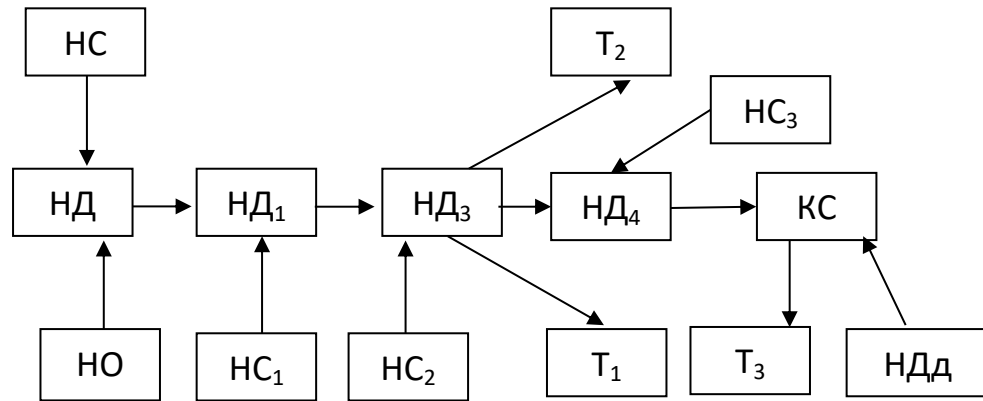 НС
Т₂
НС₃
НД
НД₁
НД₃
НД₄
КС
НО
НС₁
НС₂
Т₁
Т₃
НДд